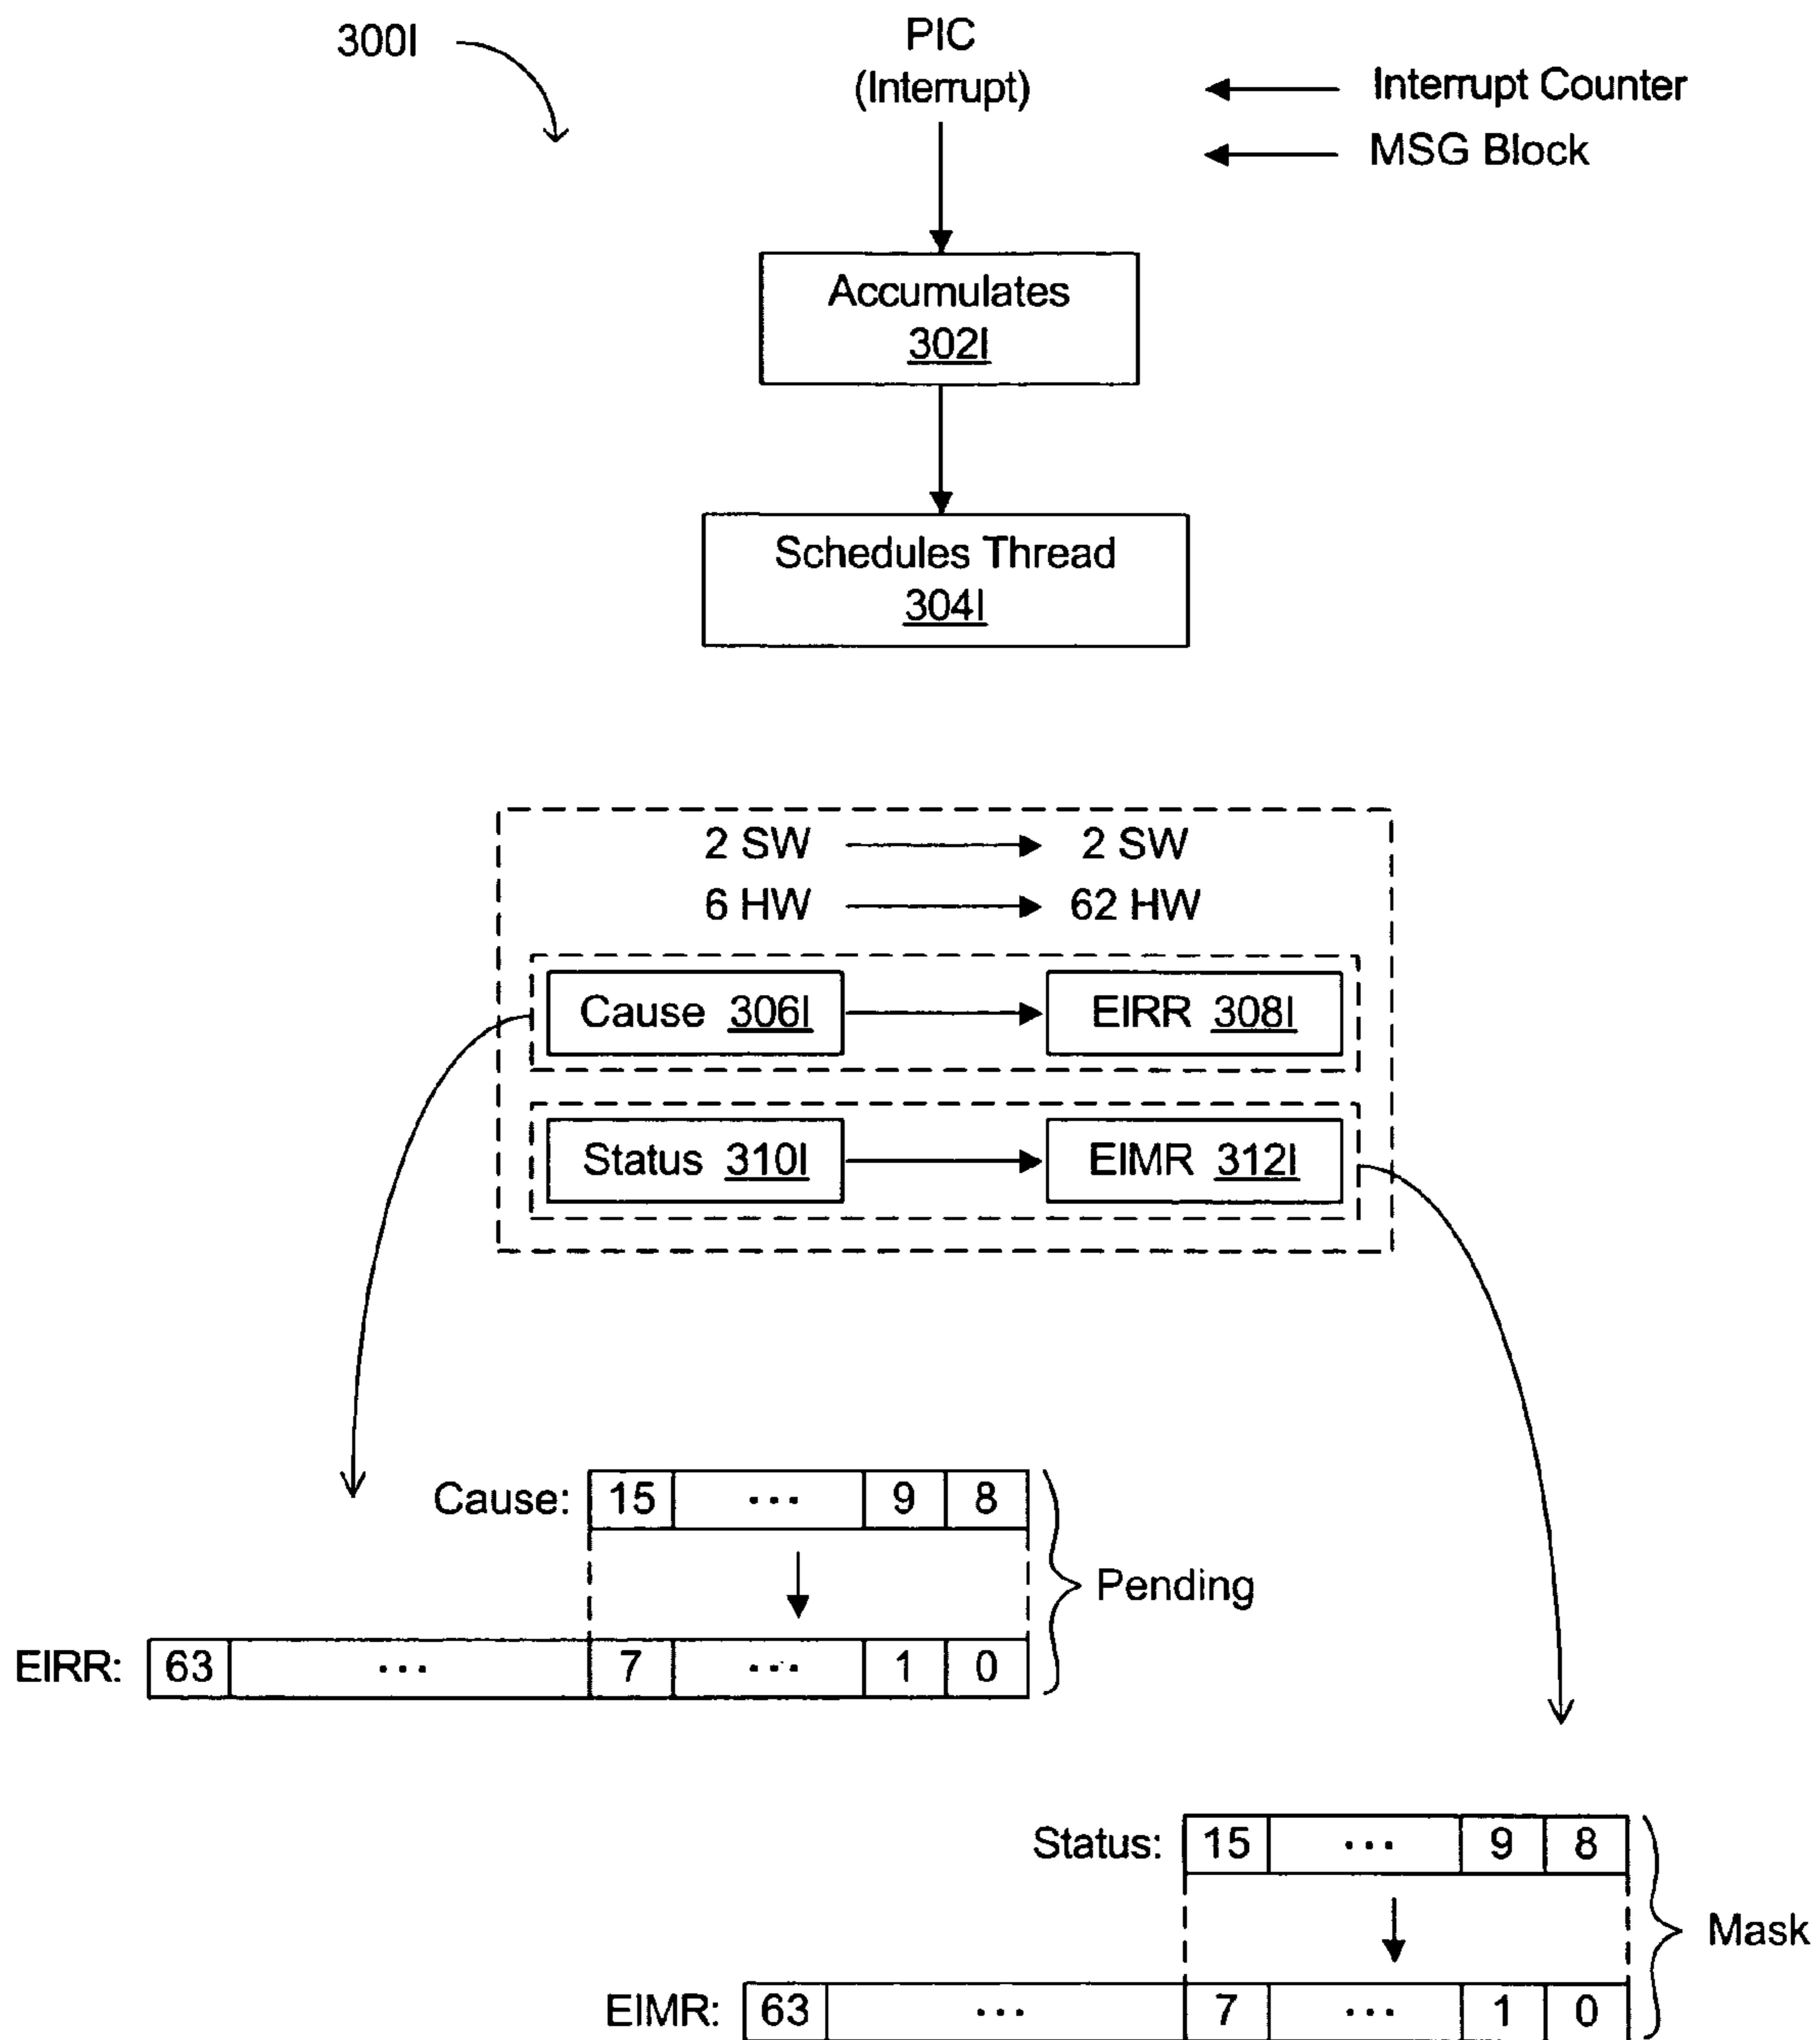 300I
PIC
(Interrupt)
Interrupt Counter
MSG Block
Accumulates
302I
Schedules Thread
304I
2 SW 2 SW
6 HW 62 HW
Cause 306I EIRR 308I
Status 310I EIMR 312I
Cause: 15 ... 9 8
Pending
EIRR: 63 ... 7 ... 1 0
Status: 15 ... 9 8
Mask
EIMR: 63 ... 7 ... 1 0